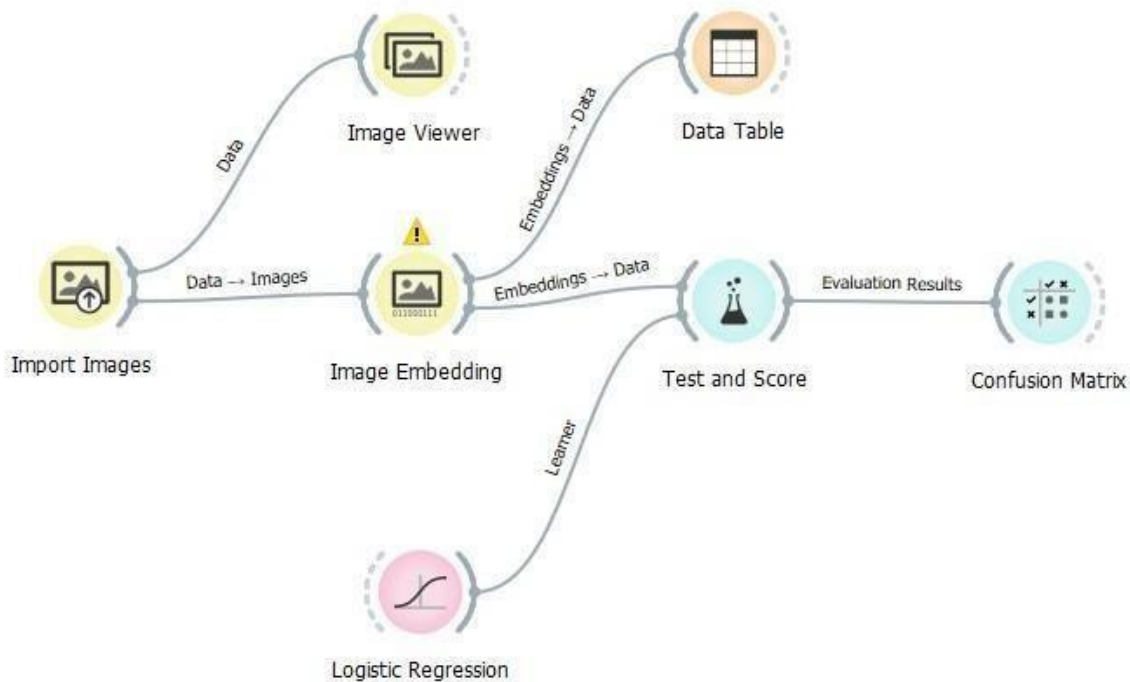 Image Viewer
Data Table
Data
Embeddings → Data
!
Data → Images
Embeddings → Data
Evaluation Results
011000111
Import Images
Image Embedding
Test and Score
Confusion Matrix
Learner
Logistic Regression